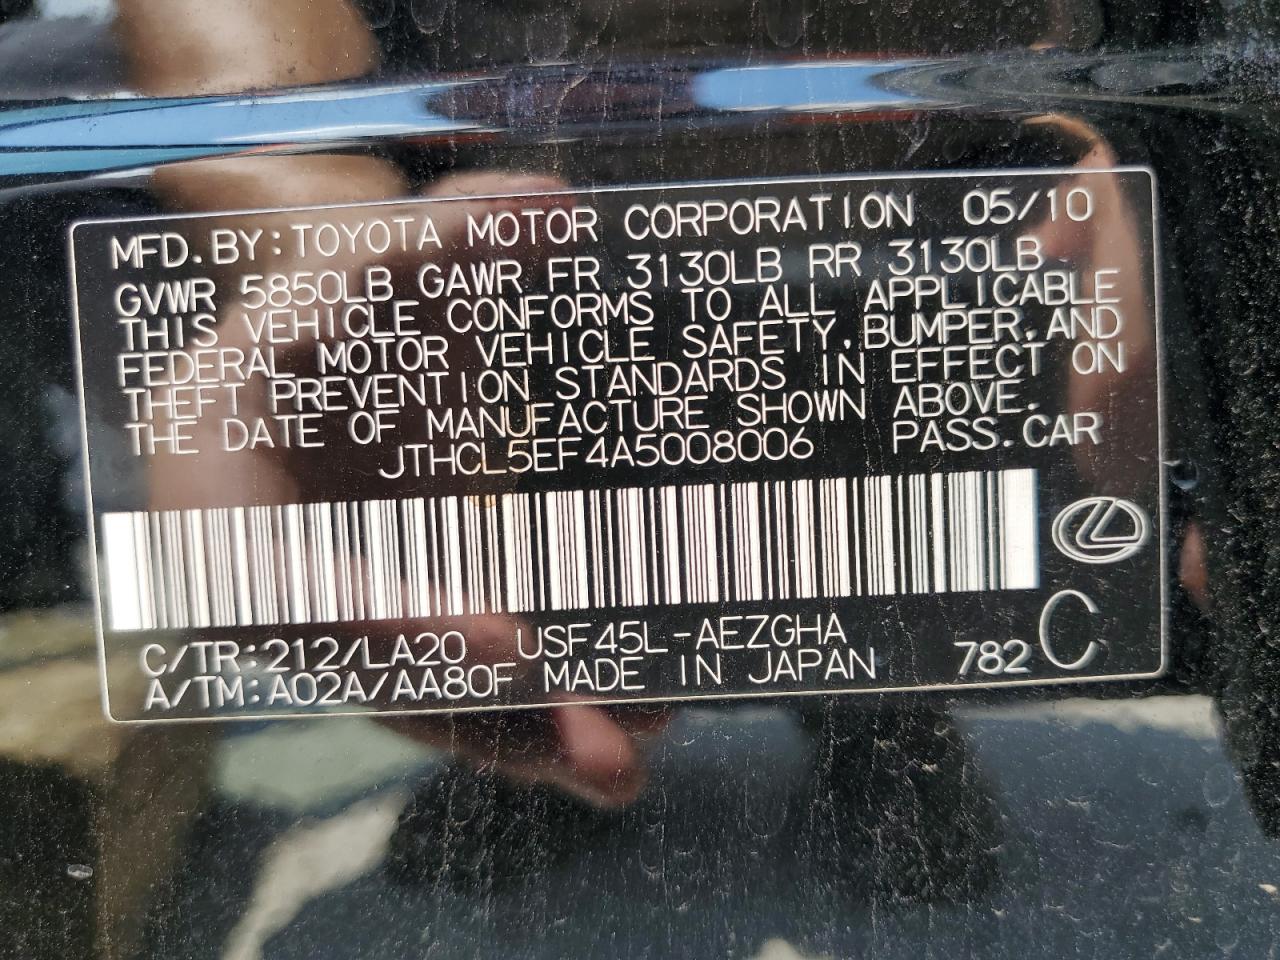 MFD.BY:TOYOTA MOTOR CORPORATION 05/10
GVWR 5850LB GAWR FR 3130LB RR 3130LB
THIS VEHICLE CONFORMS TO ALL APPLICABLE
FEDERAL MOTOR VEHICLE SAFETY,BUMPER,AND
THEFT PREVENTION STANDARDS IN EFFECT ON
THE DATE OF MANUFACTURE SHOWN ABOVE.
JTHCL5EF4A5008006 PASS.CAR
C/TR:212/LA20 USF45L-AEZGHA
A/TM:A02A/AA80F MADE IN JAPAN 782 C